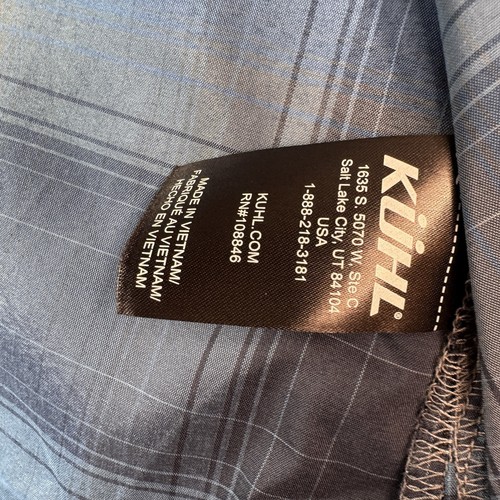 KÜHL®
1635 S. 5070 W. Ste C
Salt Lake City, UT 84104
USA
1-888-218-3181
KUHL.COM
RN#108846
MADE IN VIETNAM/
FABRIQUÉ AU VIETNAM/
HECHO EN VIETNAM